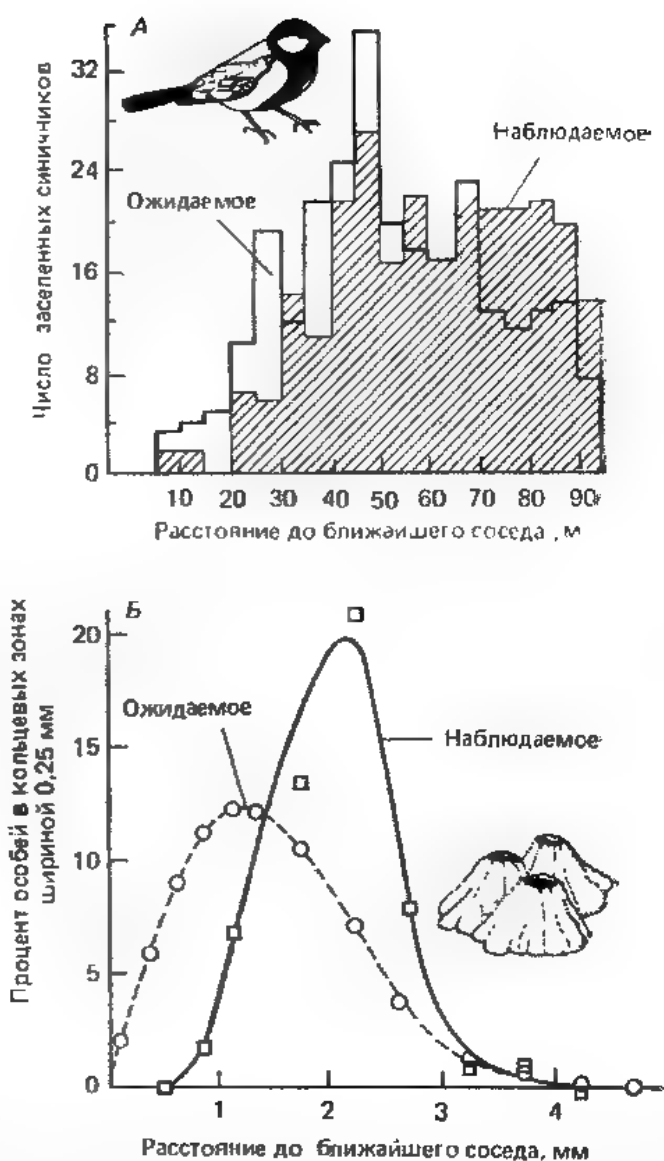 А
32
24
16
8
0
Число заселенных синичников
Ожидаемое
Наблюдаемое
10 20 30 40 50 60 70 80 90
Расстояние до ближайшего соседа, м
Б
20
15
10
5
0
Процент особей в кольцевых зонах
шириной 0,25 мм
Ожидаемое
Наблюдаемое
1 2 3 4
Расстояние до ближайшего соседа, мм